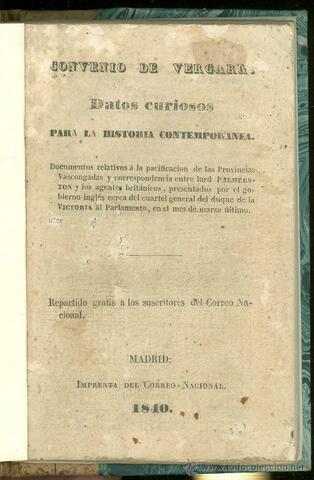 CONVENIO DE VERGARA.
Datos curiosos
PARA LA HISTORIA CONTEMPORANEA.
Documentos relativos á la pacificacion de las Provincias
Vascongadas y correspondencia entre lord PALMERS-
TON y los agentes británicos, presentados por el go-
bierno inglés cerca del cuartel general del duque de la
VICTORIA al Parlamento, en el mes de marzo último.
Repartido gratis á los suscritores del Correo Na-
cional.
MADRID:
IMPRENTA DEL CORREO-NACIONAL.
1840.
www.todocoleccion.net